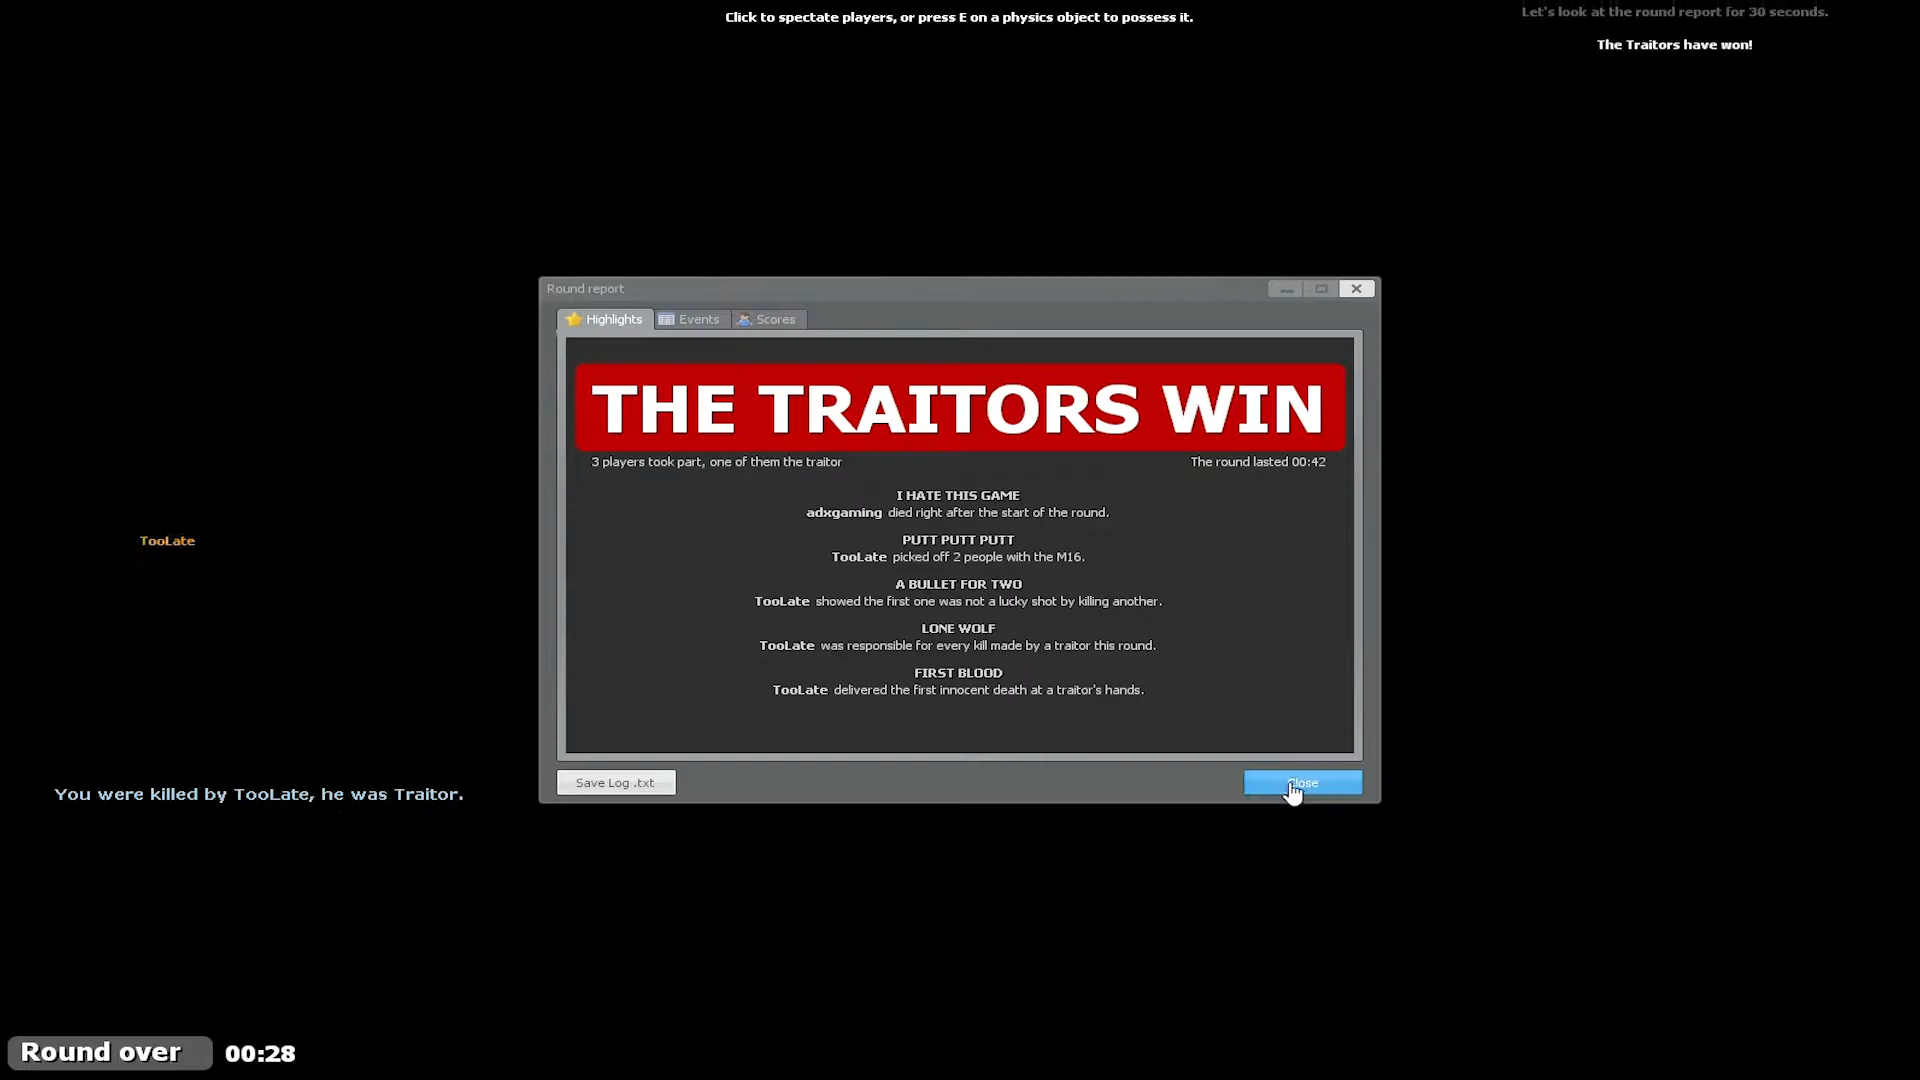 Click to spectate players, or press E on a physics object to possess it.
Let's look at the round report for 30 seconds.
The Traitors have won!
Round report
Highlights
Events
Scores
THE TRAITORS WIN
3 players took part, one of them the traitor
The round lasted 00:42
I HATE THIS GAME
adxgaming died right after the start of the round.
PUTT PUTT PUTT
TooLate picked off 2 people with the M16.
A BULLET FOR TWO
TooLate showed the first one was not a lucky shot by killing another.
LONE WOLF
TooLate was responsible for every kill made by a traitor this round.
FIRST BLOOD
TooLate delivered the first innocent death at a traitor's hands.
TooLate
Save Log .txt
Close
You were killed by TooLate, he was Traitor.
Round over 00:28